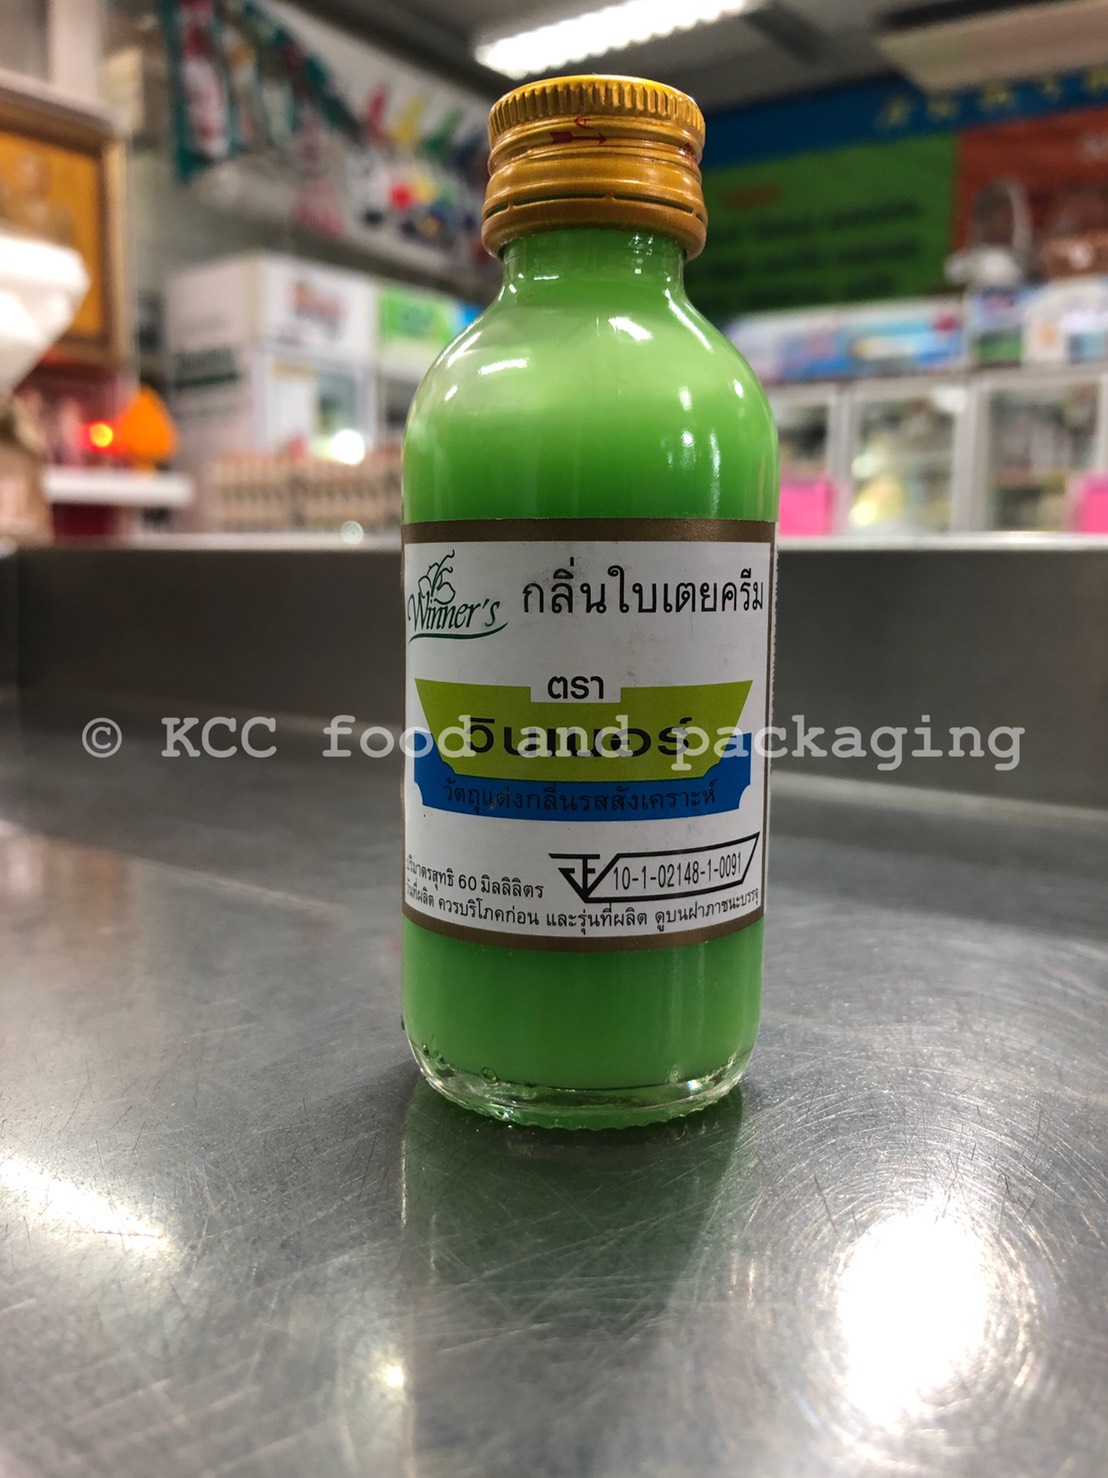 Winner's
กลิ่นใบเตยครีม
ตรา
วินเนอร์
© KCC food and packaging
วัตถุแต่งกลิ่นรสสังเคราะห์
ปริมาตรสุทธิ 60 มิลลิลิตร
10-1-02148-1-0091
วันที่ผลิต ควรบริโภคก่อน และรุ่นที่ผลิต ดูบนฝาภาชนะบรรจุ